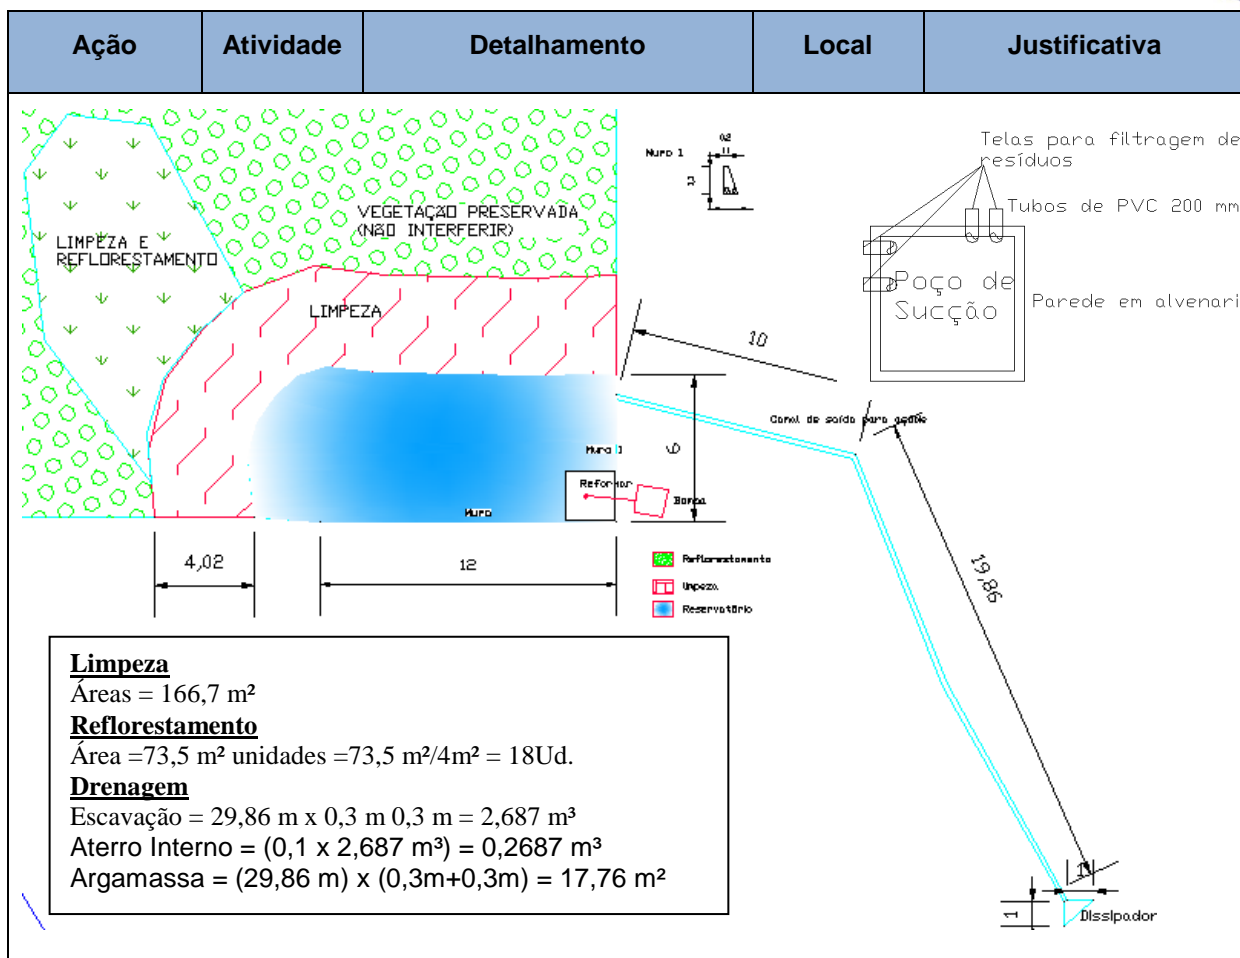 Ação Atividade Detalhamento Local Justificativa
Muro 1
Telas para filtragem de
resíduos
Tubos de PVC 200 mm
VEGETAÇÃO PRESERVADA
(NÃO INTERFERIR)
LIMPEZA E
REFLORESTAMENTO
LIMPEZA
Poço de
Sucção
Parede em alvenari
10
Canal de saída para açude
6
Muro
Reformar
Bomba
Muro
4,02
12
19,86
Reflorestamento
Limpeza
Reservatório
Limpeza
Áreas = 166,7 m²
Reflorestamento
Área =73,5 m² unidades =73,5 m²/4m² = 18Ud.
Drenagem
Escavação = 29,86 m x 0,3 m 0,3 m = 2,687 m³
Aterro Interno = (0,1 x 2,687 m³) = 0,2687 m³
Argamassa = (29,86 m) x (0,3m+0,3m) = 17,76 m²
1
1
Dissipador